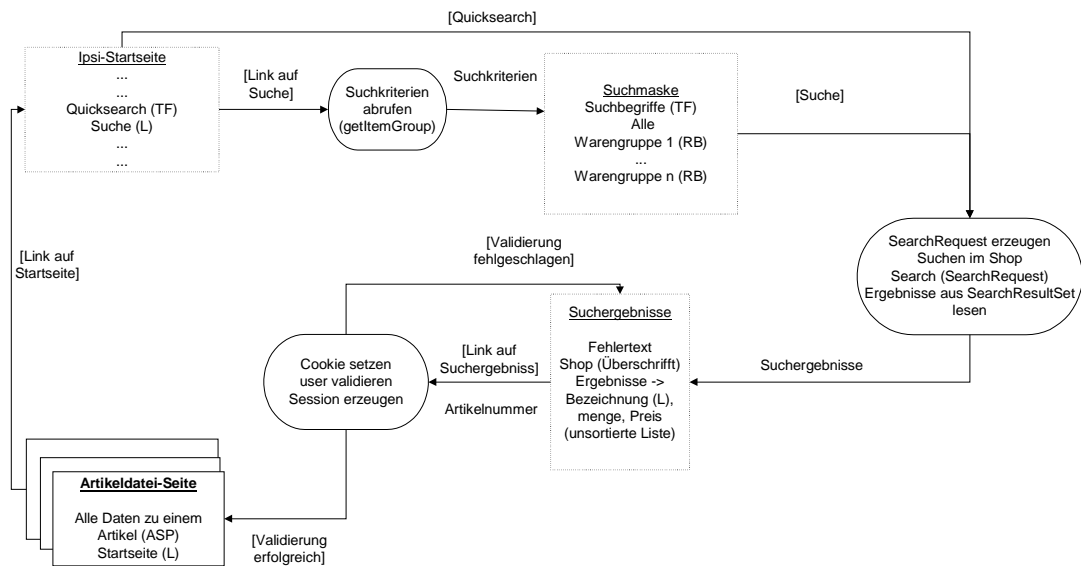 [Quicksearch]
Ipsi-Startseite
...
...
Quicksearch (TF)
Suche (L)
...
...
[Link auf
Suche]
Suchkriterien
abrufen
(getItemGroup)
Suchkriterien
Suchmaske
Suchbegriffe (TF)
Alle
Warengruppe 1 (RB)
...
Warengruppe n (RB)
[Suche]
SearchRequest erzeugen
Suchen im Shop
Search (SearchRequest)
Ergebnisse aus SearchResultSet
lesen
[Link auf
Startseite]
[Validierung
fehlgeschlagen]
Suchergebnisse
Fehlertext
Shop (Überschrifft)
Ergebnisse ->
Bezeichnung (L),
menge, Preis
(unsortierte Liste)
Suchergebnisse
[Link auf
Suchergebniss]
Artikelnummer
Cookie setzen
user validieren
Session erzeugen
Artikeldatei-Seite
Alle Daten zu einem
Artikel (ASP)
Startseite (L)
[Validierung
erfolgreich]